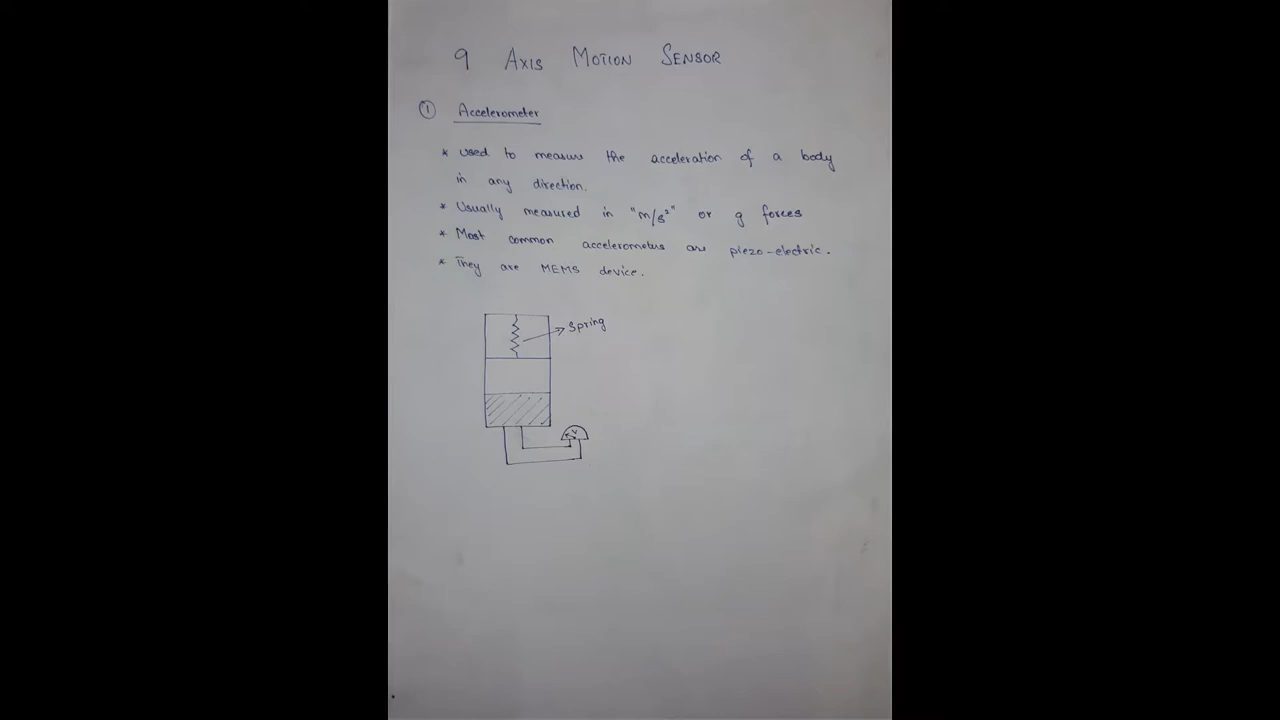 9 AXIS MOTION SENSOR
1 Accelerometer
* used to measure the acceleration of a body
in any direction.
* Usually measured in "m/s²" or g forces
* Most common accelerometers are piezo-electric.
* They are MEMS device.
Spring
V